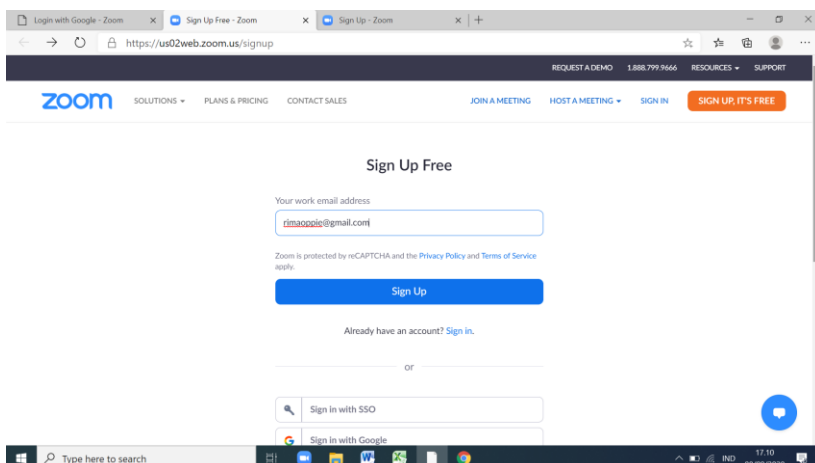 Login with Google - Zoom
Sign Up Free - Zoom
Sign Up - Zoom
https://us02web.zoom.us/signup
REQUEST A DEMO 1.888.799.9666 RESOURCES SUPPORT
zoom SOLUTIONS PLANS & PRICING CONTACT SALES JOIN A MEETING HOST A MEETING SIGN IN SIGN UP, IT'S FREE
Sign Up Free
Your work email address
rimaoppie@gmail.com
Zoom is protected by reCAPTCHA and the Privacy Policy and Terms of Service
apply.
Sign Up
Already have an account? Sign in.
or
Sign in with SSO
Sign in with Google
Type here to search
IND
17.10